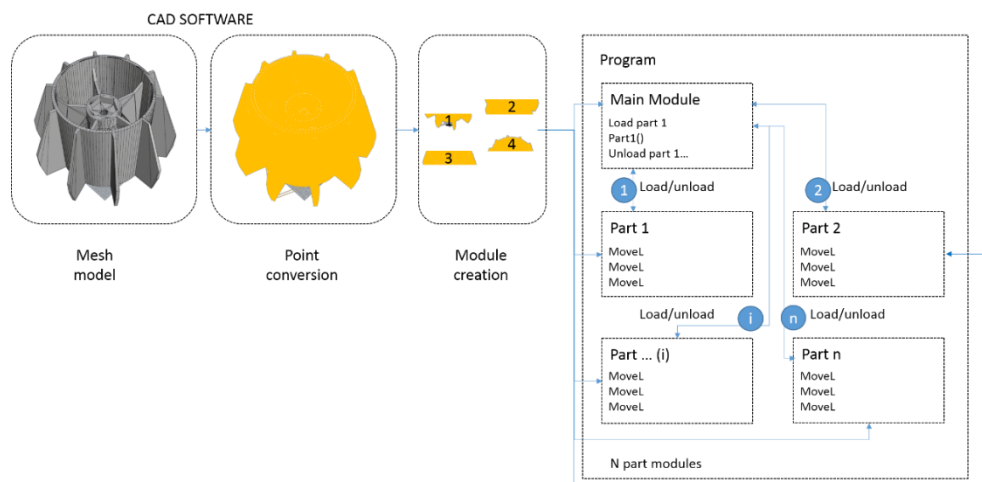 CAD SOFTWARE
Mesh
model
Point
conversion
1
2
3
4
Module
creation
Program
Main Module
Load part 1
Part1()
Unload part 1...
1
Load/unload
2
Load/unload
Part 1
MoveL
MoveL
MoveL
Part 2
MoveL
MoveL
MoveL
Load/unload
i
n
Load/unload
Part ... (i)
MoveL
MoveL
MoveL
Part n
MoveL
MoveL
MoveL
N part modules